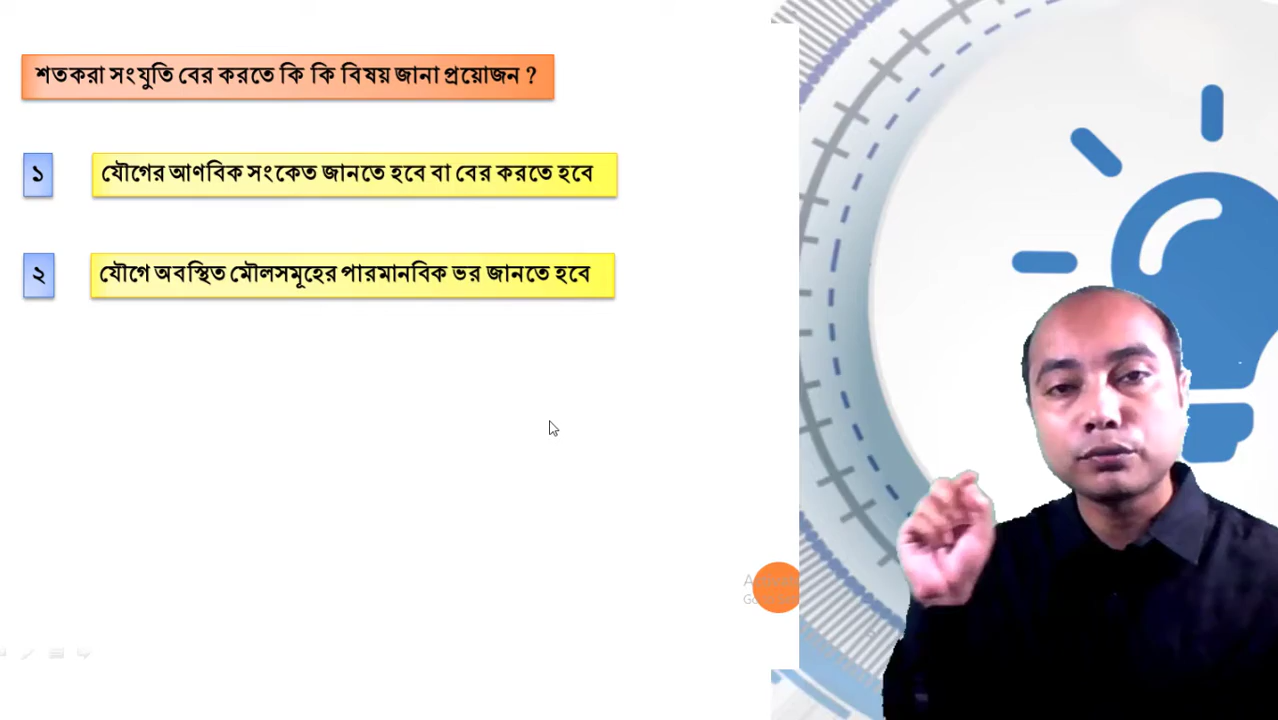 শতকরা সংযুতি বের করতে কি কি বিষয় জানা প্রয়োজন ?
১
যৌগের আণবিক সংকেত জানতে হবে বা বের করতে হবে
২
যৌগে অবস্থিত মৌলসমূহের পারমানবিক ভর জানতে হবে